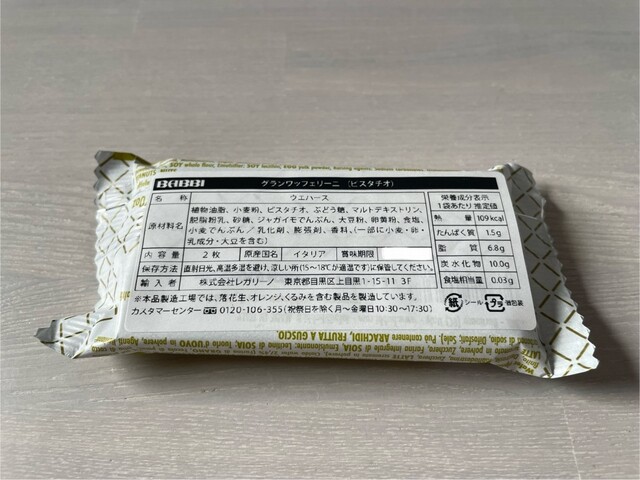 BABBI グランワッフェリーニ (ピスタチオ)
名称 ウエハース
原材料名 植物油脂、小麦粉、ピスタチオ、ぶどう糖、マルトデキストリン、
脱脂粉乳、砂糖、ジャガイモでんぷん、大豆粉、卵黄粉、食塩、
小麦でんぷん／乳化剤、膨張剤、香料、(一部に小麦・卵・
乳成分・大豆を含む)
内容量 2枚 原産国名 イタリア 賞味期限
保存方法 直射日光、高温多湿を避け、涼しい所(15～18℃が適温です)に保管してください。
輸入者 株式会社レガリーノ 東京都目黒区上目黒1-15-11 3F
※本品製造工場では、落花生、オレンジ、くるみを含む製品を製造しています。
カスタマーセンター 0120-106-355(祝祭日を除く月～金曜日10:30～17:30)
栄養成分表示
1袋あたり 推定値
熱量 109kcal
たんぱく質 1.5g
脂質 6.8g
炭水化物 10.0g
食塩相当量 0.03g
紙 シール プラ 個包装
ARACHIDI, FRUTTA A GUSCIO.